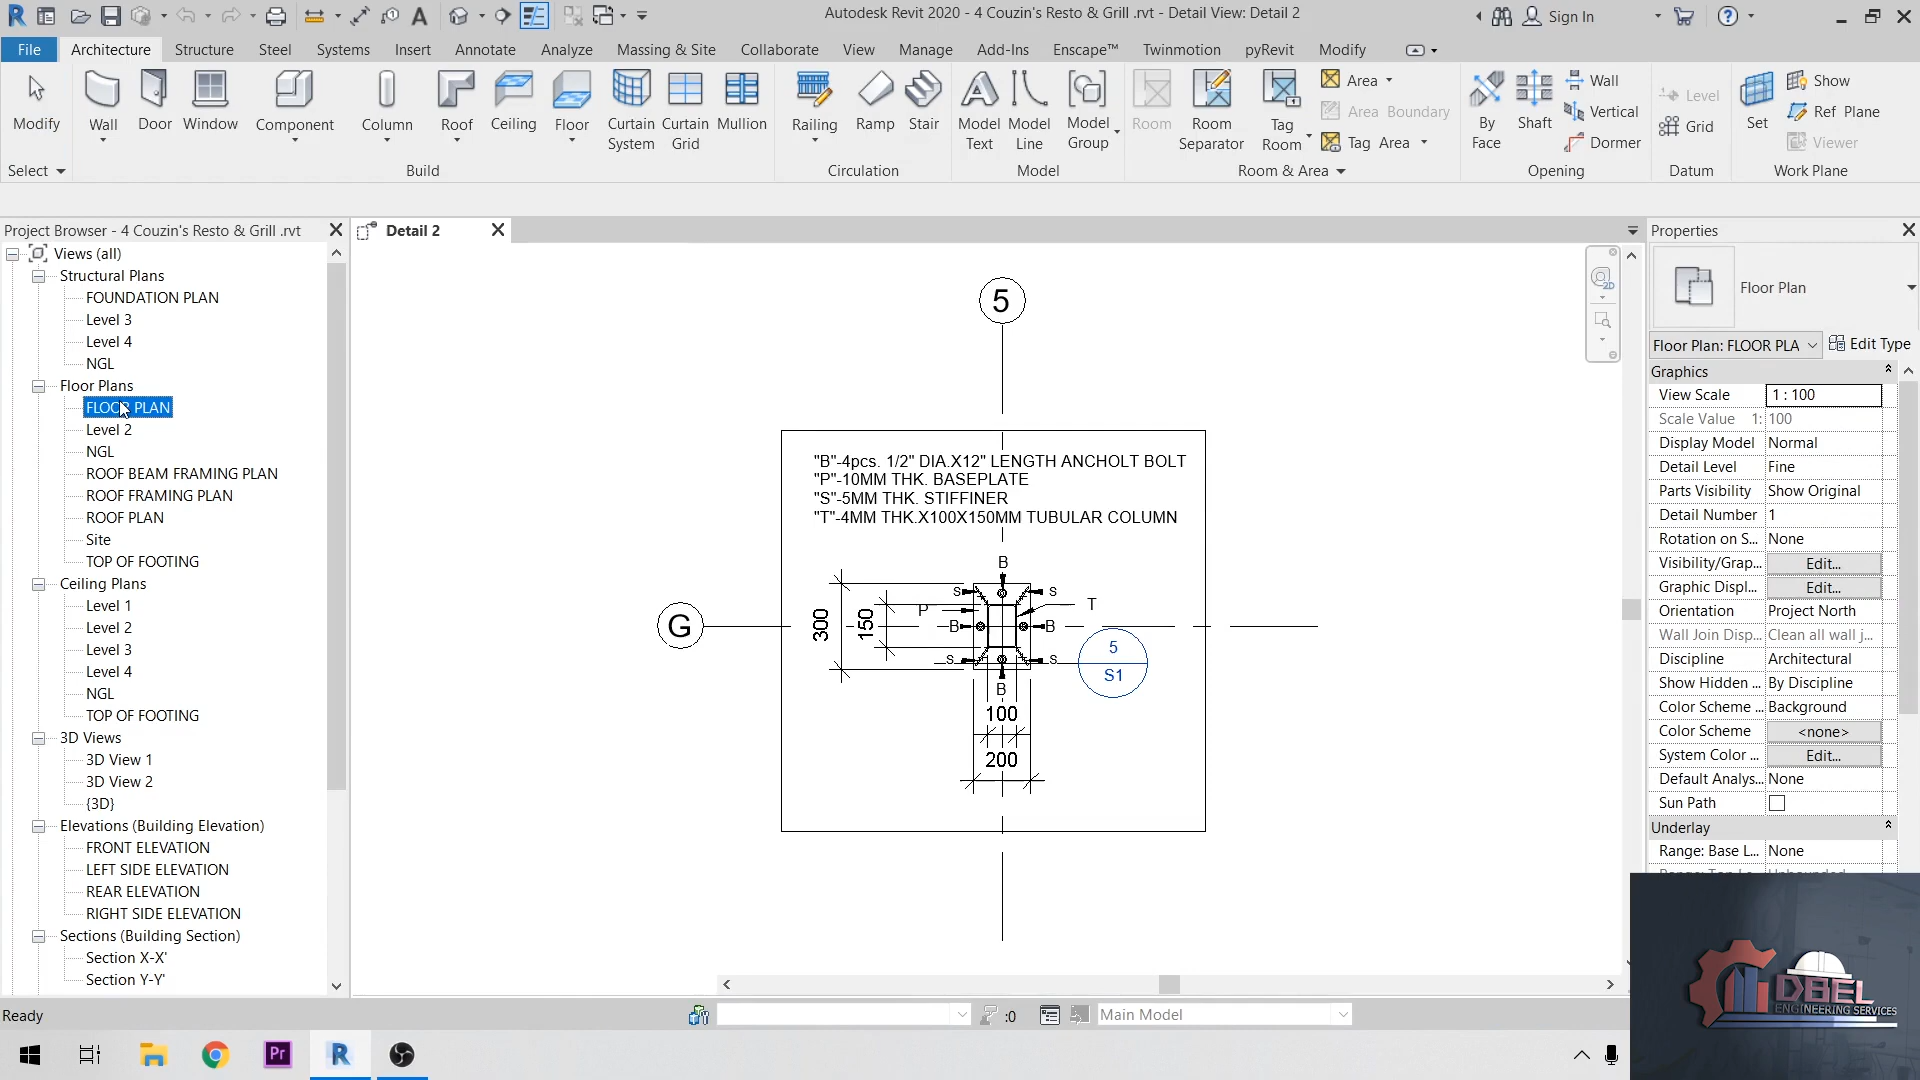 Autodesk Revit 2020 - 4 Couzin's Resto & Grill .rvt - Detail View: Detail 2
Sign In
File Architecture Structure Steel Systems Insert Annotate Analyze Massing & Site Collaborate View Manage Add-Ins Enscape™ Twinmotion pyRevit Modify
Modify Wall Door Window Component Column Roof Ceiling Floor Curtain System Curtain Grid Mullion Railing Ramp Stair Model Text Model Line Model Group Room Room Separator Tag Room
Area
Area Boundary
Tag Area
By Face Shaft
Wall
Vertical
Dormer
Level
Grid
Set
Show
Ref Plane
Viewer
Select Build Circulation Model Room & Area Opening Datum Work Plane
Project Browser - 4 Couzin's Resto & Grill .rvt
Views (all)
Structural Plans
FOUNDATION PLAN
Level 3
Level 4
NGL
Floor Plans
FLOOR PLAN
Level 2
NGL
ROOF BEAM FRAMING PLAN
ROOF FRAMING PLAN
ROOF PLAN
Site
TOP OF FOOTING
Ceiling Plans
Level 1
Level 2
Level 3
Level 4
NGL
TOP OF FOOTING
3D Views
3D View 1
3D View 2
{3D}
Elevations (Building Elevation)
FRONT ELEVATION
LEFT SIDE ELEVATION
REAR ELEVATION
RIGHT SIDE ELEVATION
Sections (Building Section)
Section X-X'
Section Y-Y'
Detail 2
5
"B"-4pcs. 1/2" DIA.X12" LENGTH ANCHOLT BOLT
"P"-10MM THK. BASEPLATE
"S"-5MM THK. STIFFINER
"T"-4MM THK.X100X150MM TUBULAR COLUMN
B
S S
P T
G 300 150 B B
5
S1
S S
B
100
200
Properties
Floor Plan
Floor Plan: FLOOR PLA Edit Type
Graphics
View Scale 1 : 100
Scale Value 1: 100
Display Model Normal
Detail Level Fine
Parts Visibility Show Original
Detail Number 1
Rotation on S... None
Visibility/Grap... Edit...
Graphic Displ... Edit...
Orientation Project North
Wall Join Disp... Clean all wall j...
Discipline Architectural
Show Hidden ... By Discipline
Color Scheme ... Background
Color Scheme <none>
System Color ... Edit...
Default Analys... None
Sun Path
Underlay
Range: Base L... None
DBEL
ENGINEERING SERVICES
Ready
:0
Main Model